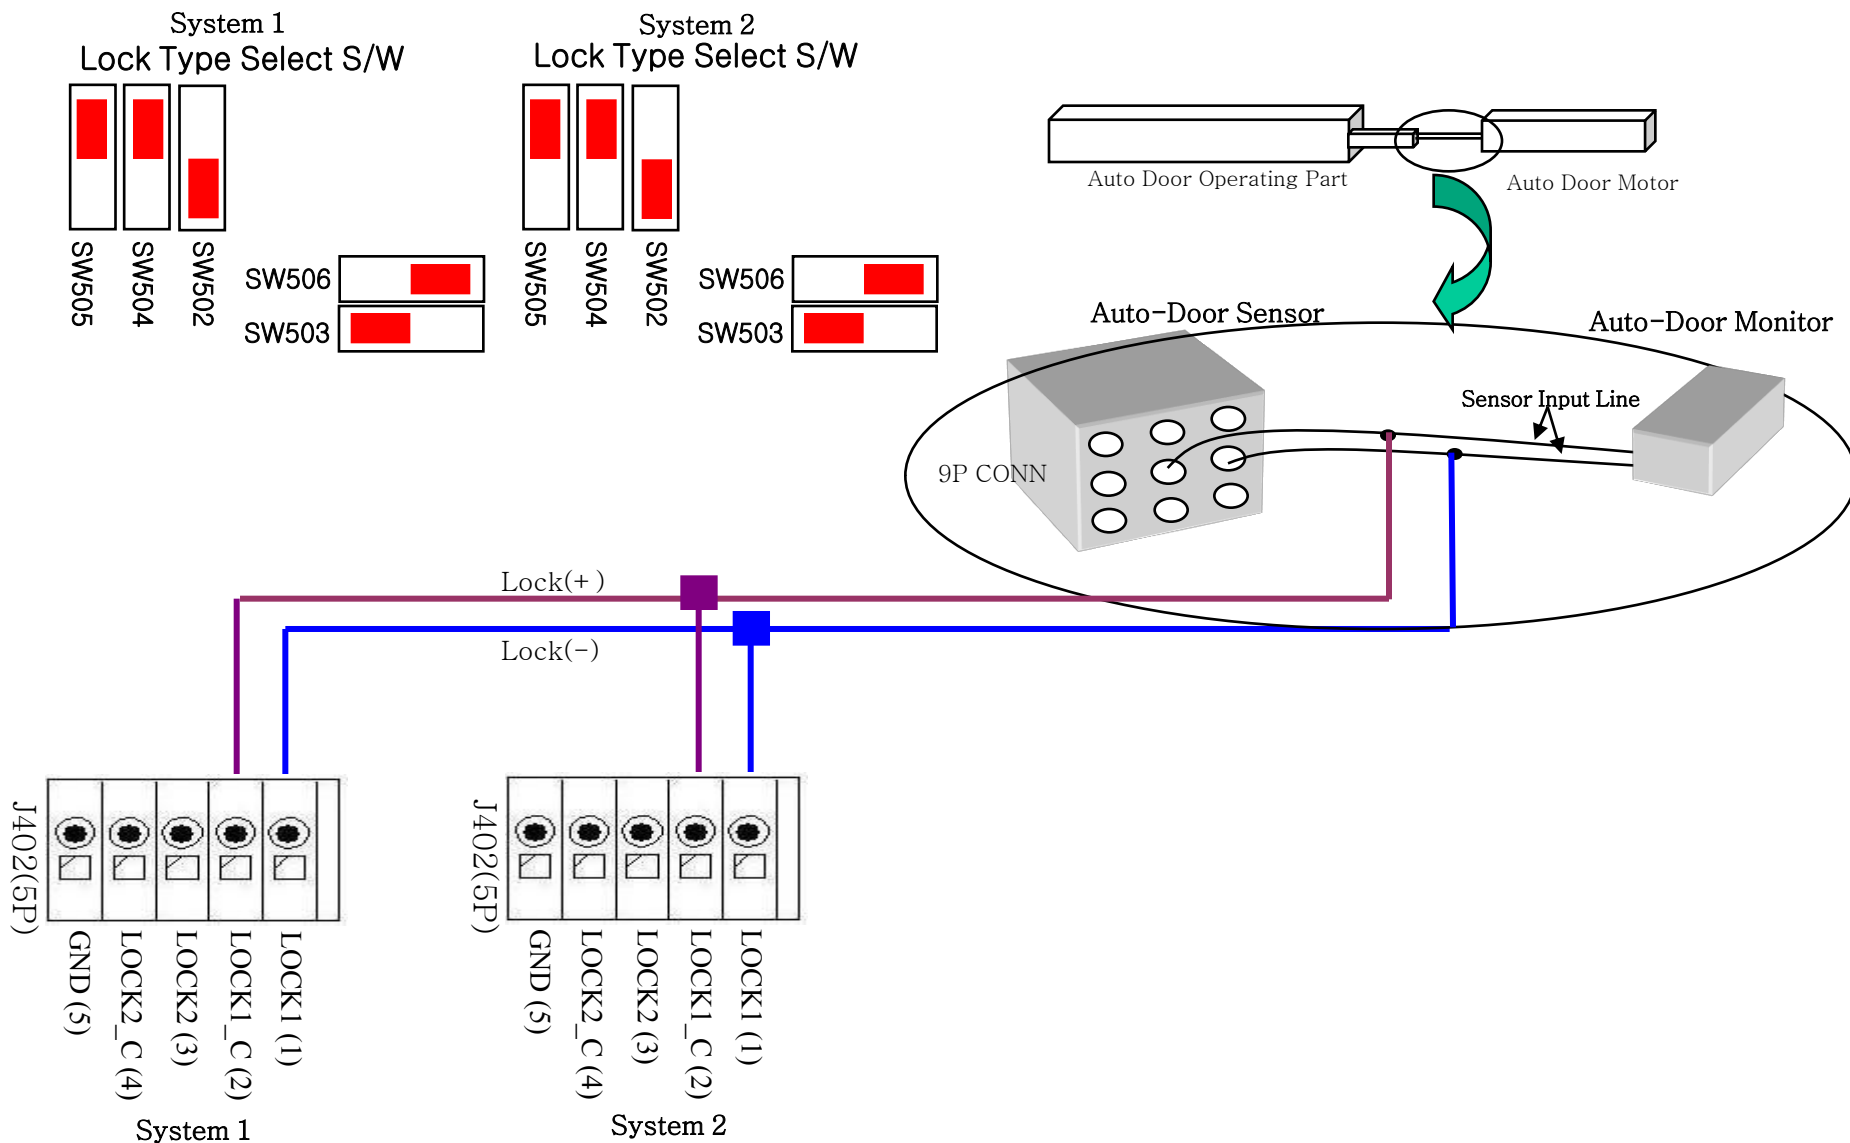 System 1
Lock Type Select S/W
SW505
SW504
SW502
SW506
SW503
System 2
Lock Type Select S/W
SW505
SW504
SW502
SW506
SW503
Auto Door Operating Part
Auto Door Motor
Auto-Door Sensor
Auto-Door Monitor
Sensor Input Line
9P CONN
Lock(+)
Lock(-)
J402(5P)
GND (5)
LOCK2_C (4)
LOCK2 (3)
LOCK1_C (2)
LOCK1 (1)
System 1
J402(5P)
GND (5)
LOCK2_C (4)
LOCK2 (3)
LOCK1_C (2)
LOCK1 (1)
System 2